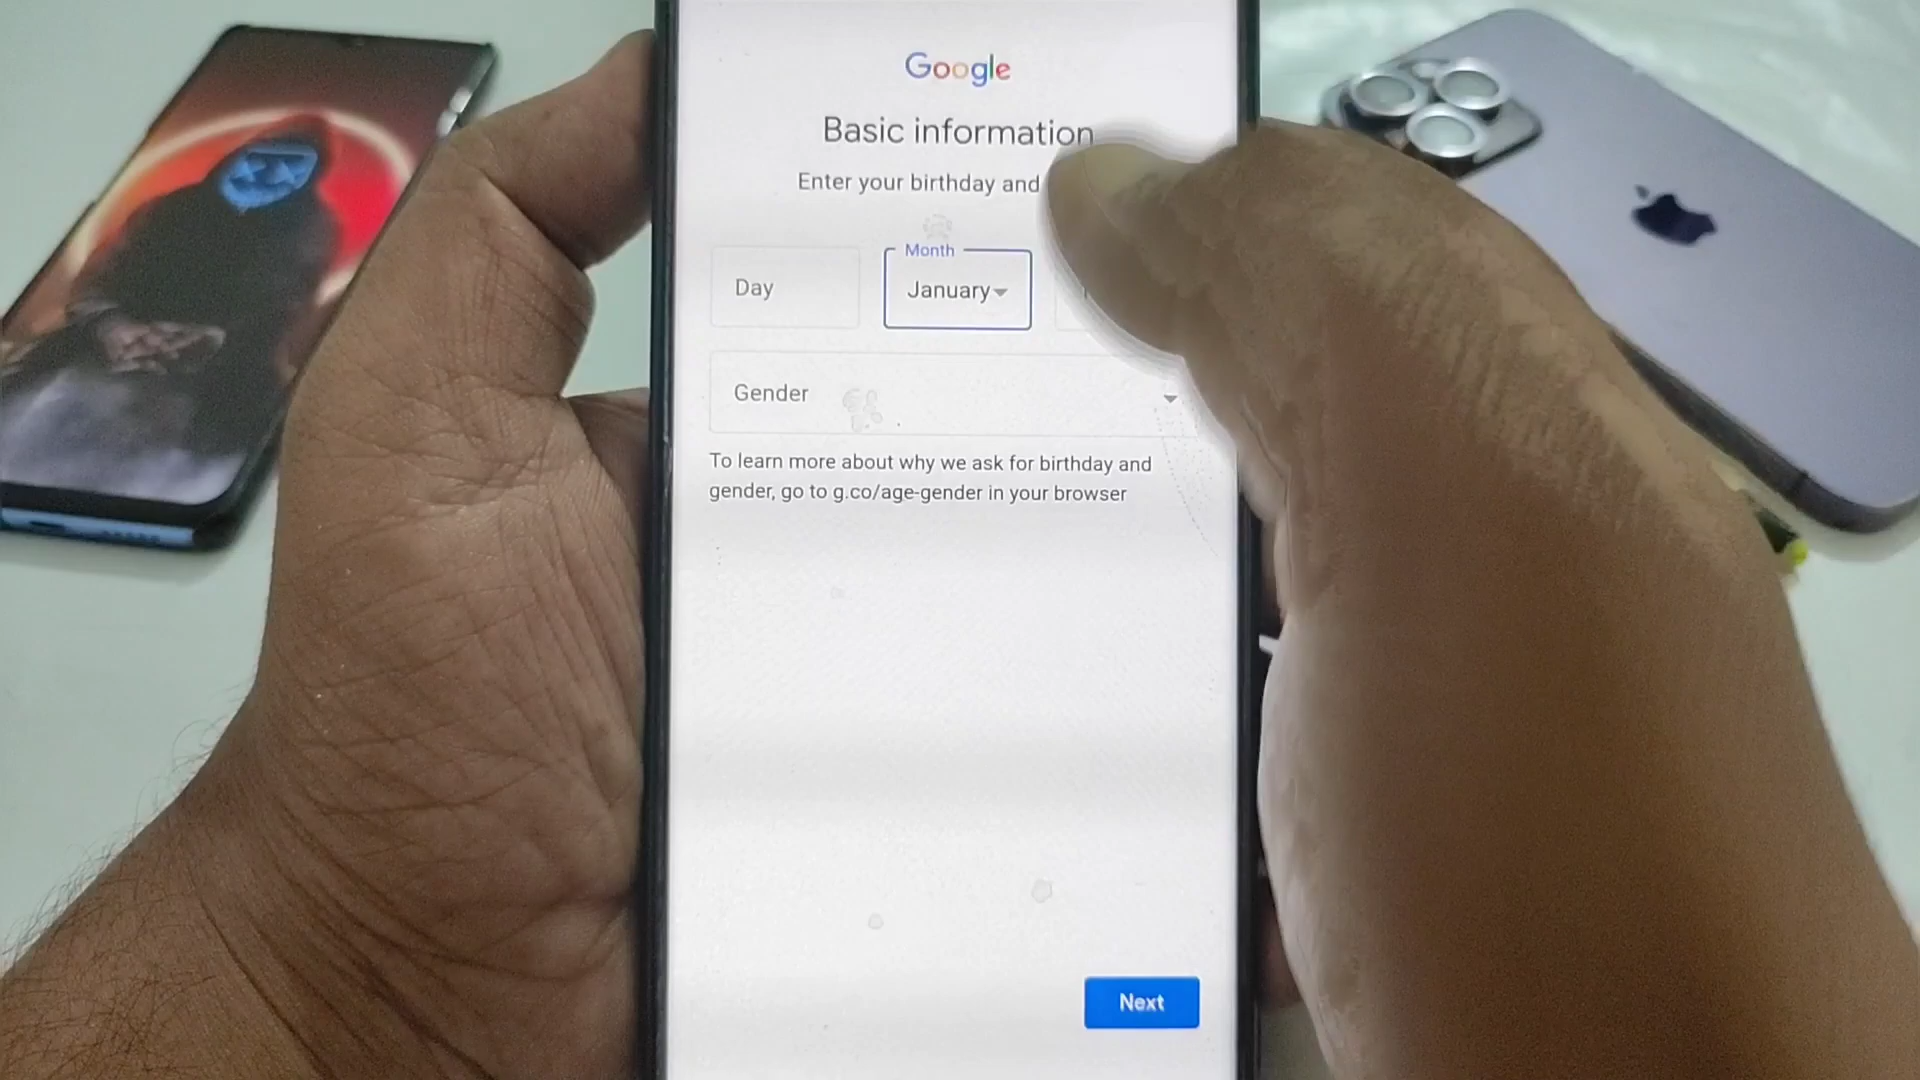 Google
Basic information
Enter your birthday and
Month
Day
January
Gender
To learn more about why we ask for birthday and
gender, go to g.co/age-gender in your browser
Next